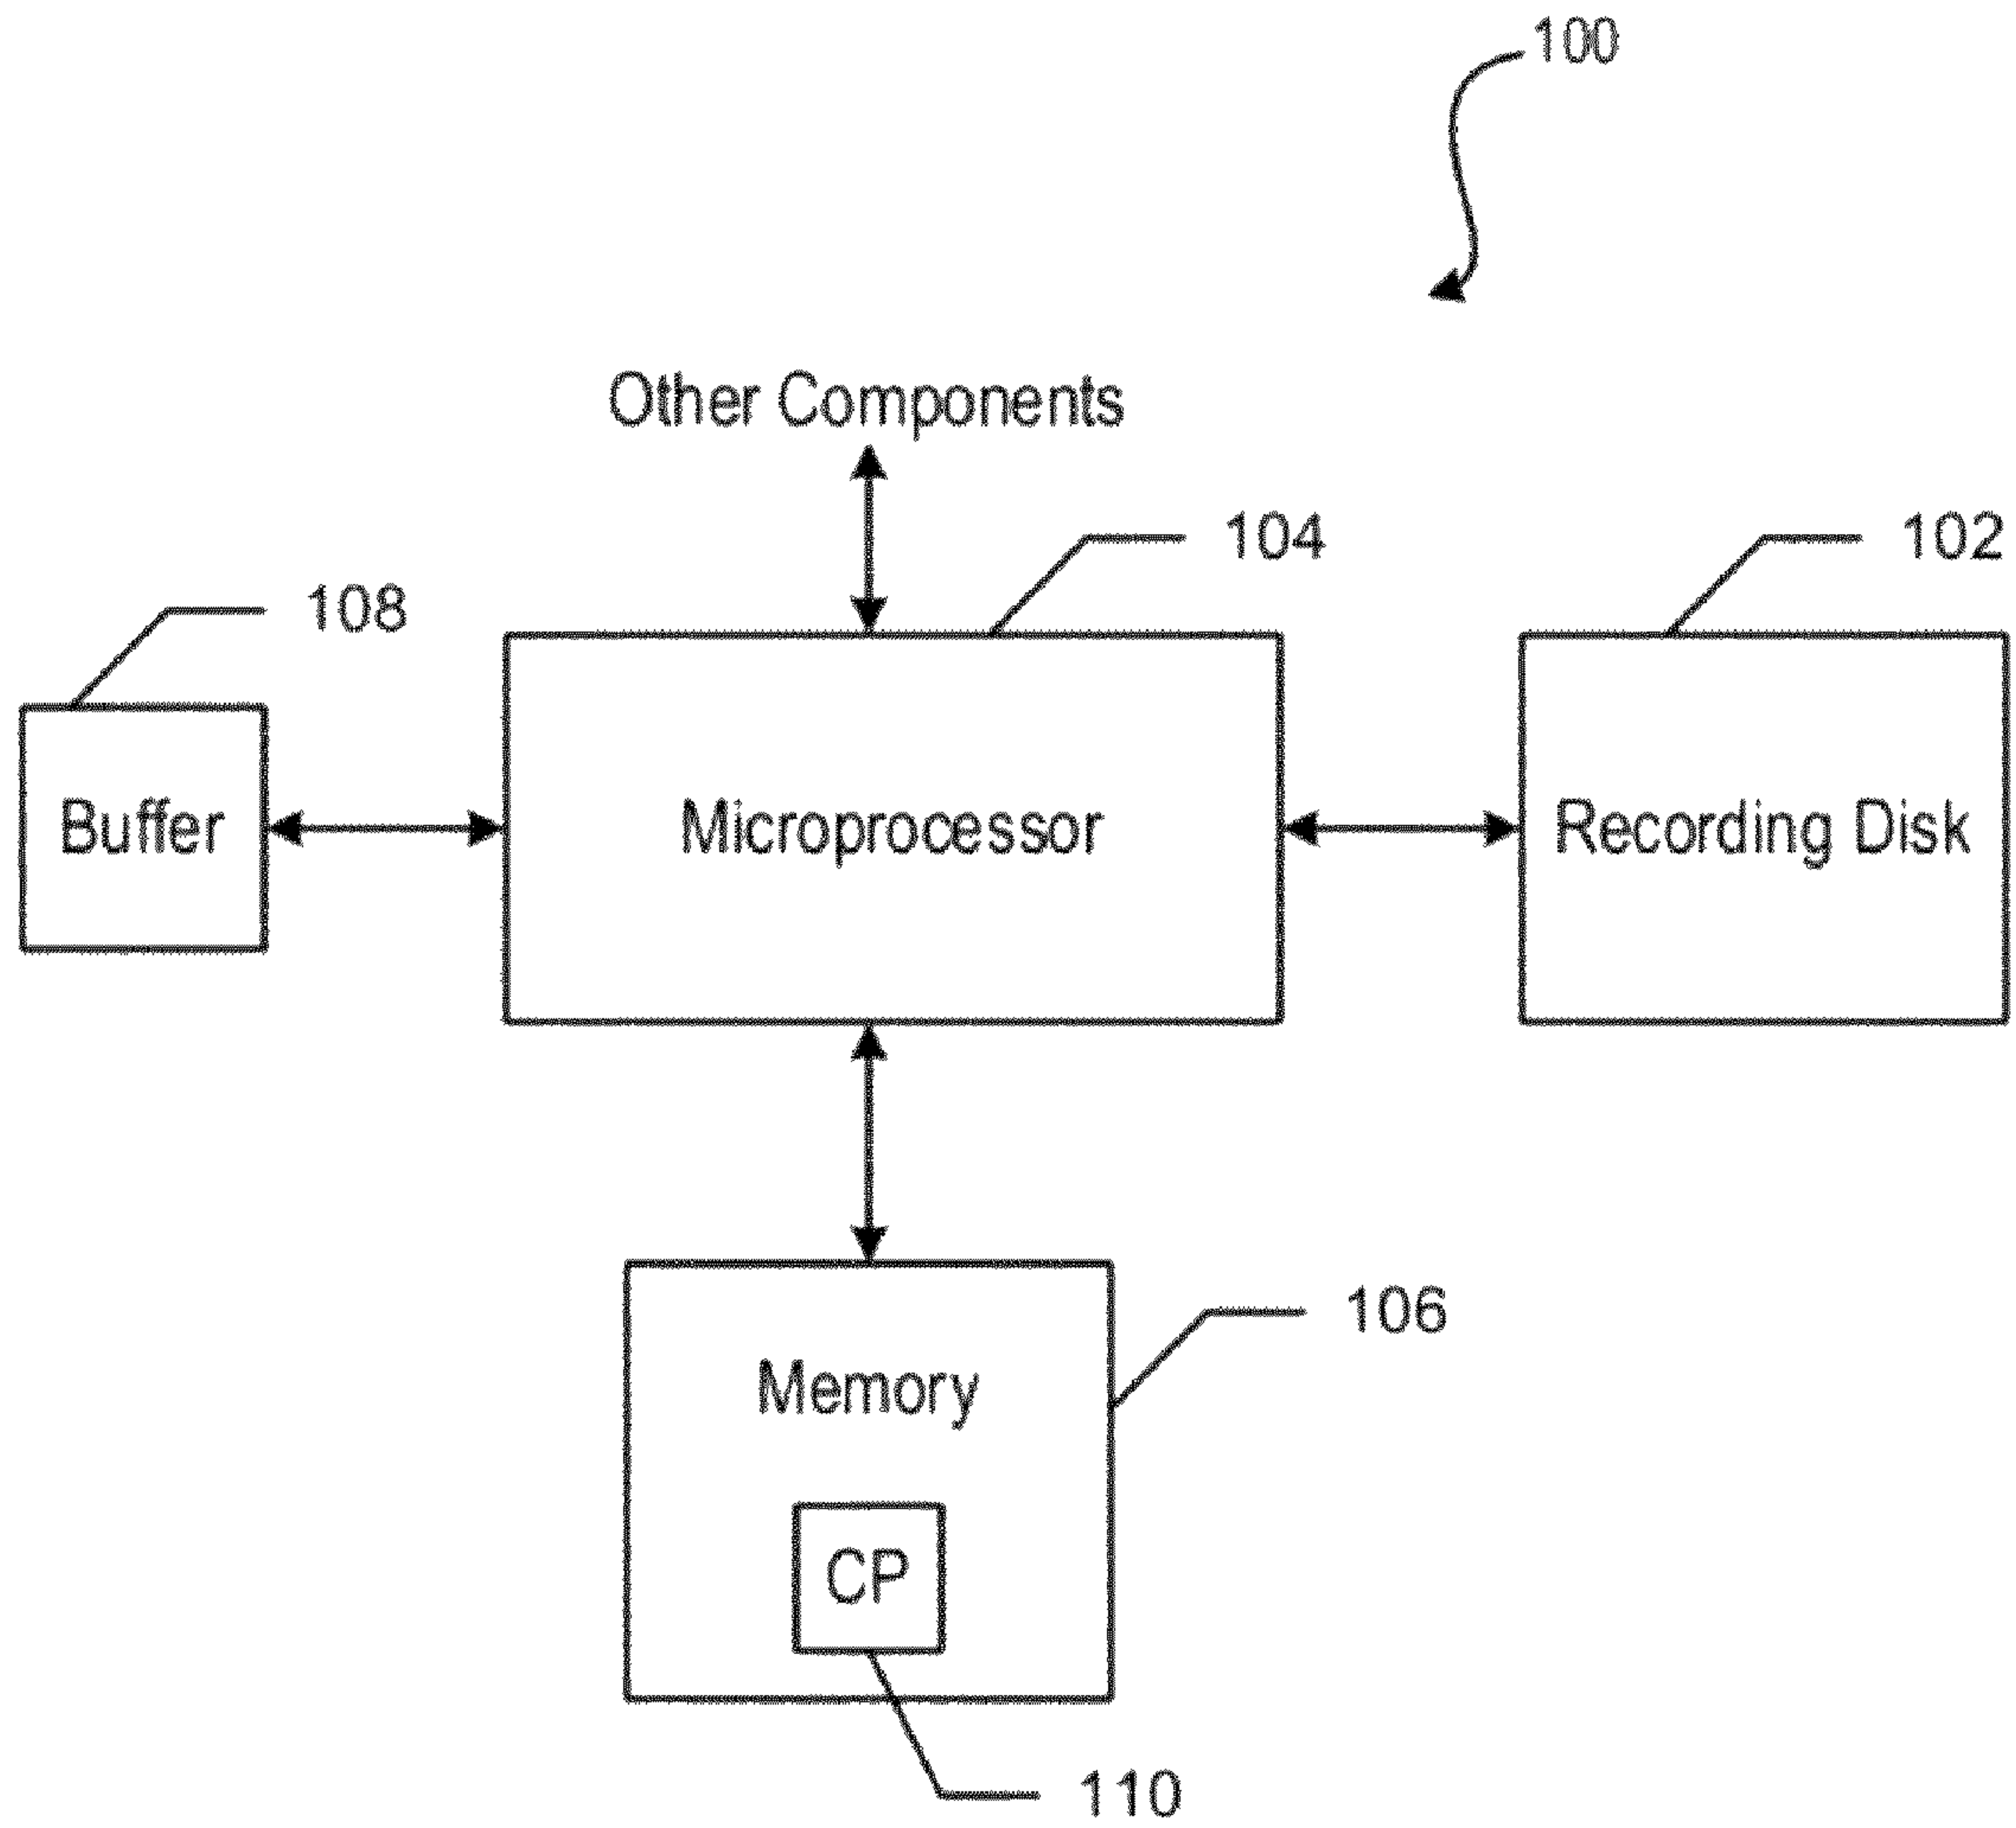 100
Other Components
104
102
108
Buffer
Microprocessor
Recording Disk
106
Memory
CP
110